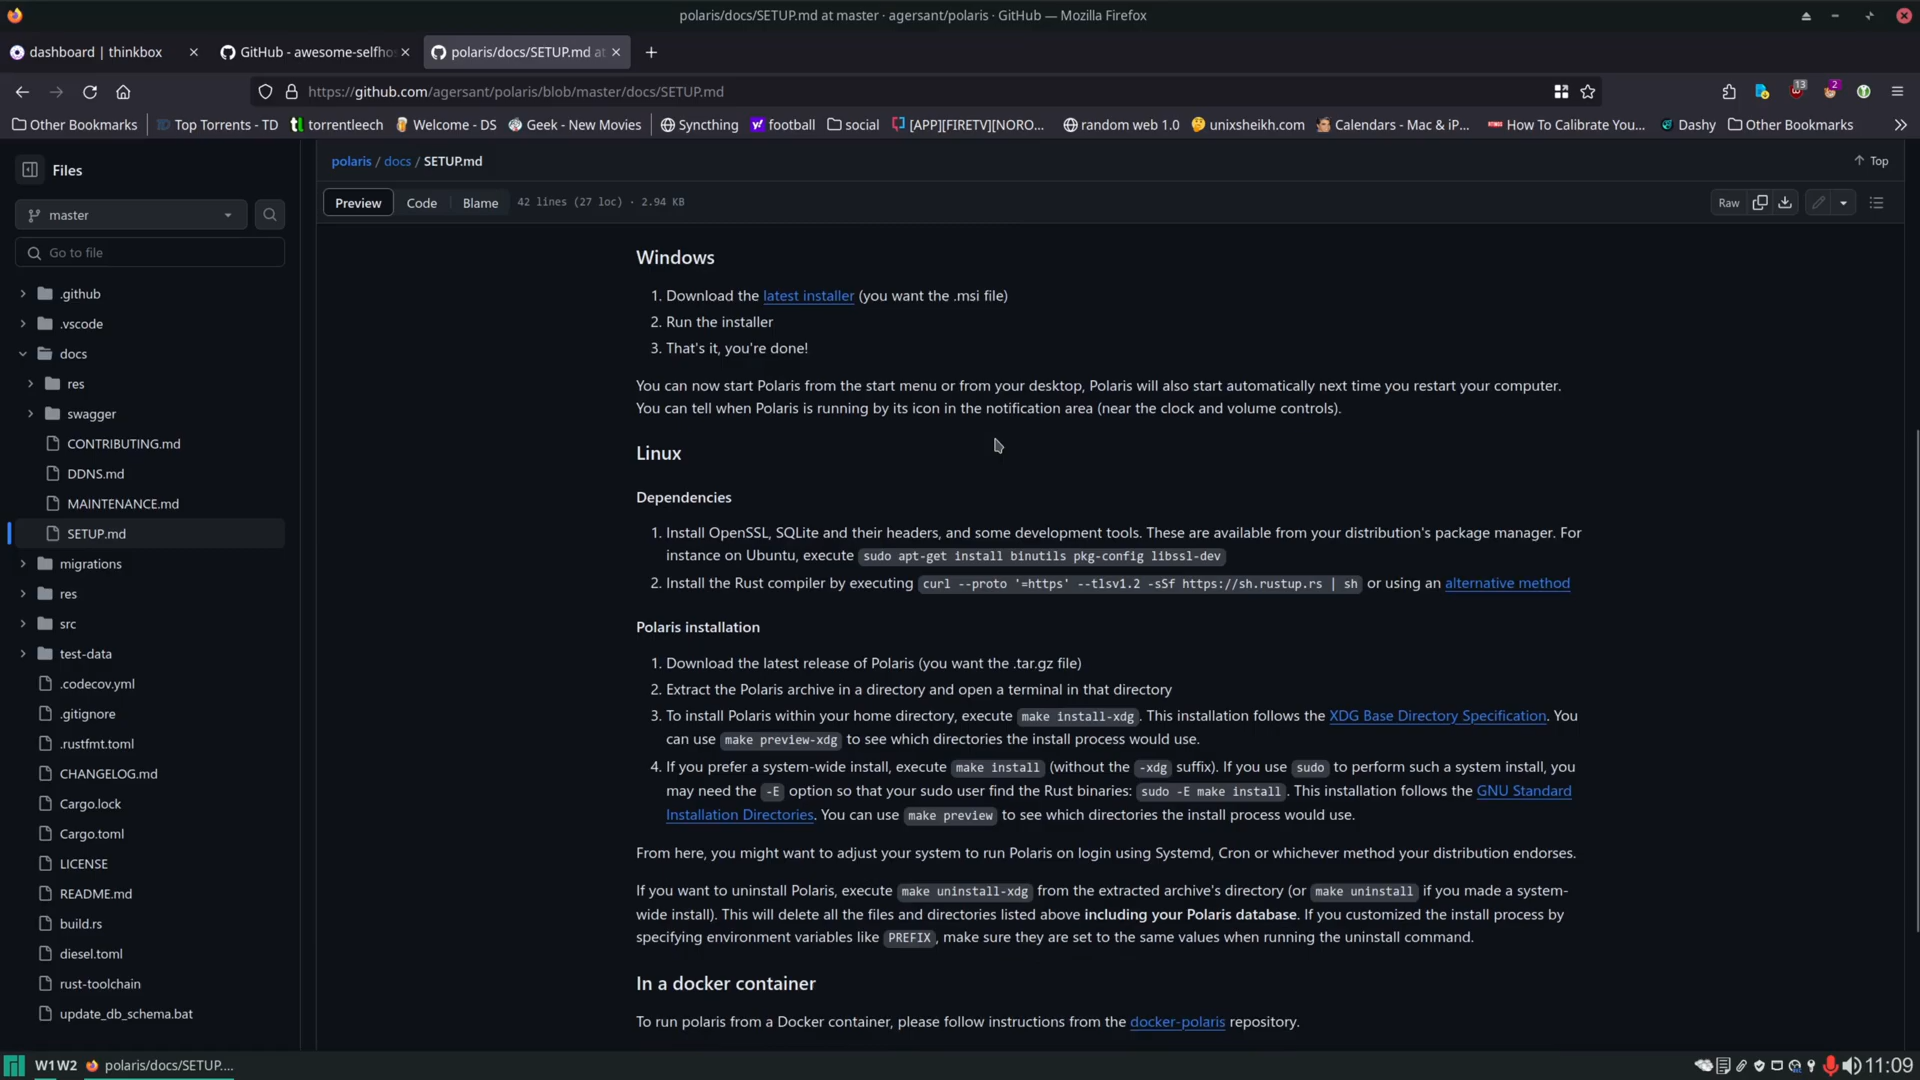 polaris/docs/SETUP.md at master · agersant/polaris · GitHub — Mozilla Firefox
dashboard | thinkbox
GitHub - awesome-selfhos
polaris/docs/SETUP.md at
https://github.com/agersant/polaris/blob/master/docs/SETUP.md
13
2
Other Bookmarks
Top Torrents - TD
torrentleech
Welcome - DS
Geek - New Movies
Syncthing
football
social
[APP][FIRETV][NORO...
random web 1.0
unixsheikh.com
Calendars - Mac & iP...
How To Calibrate You...
Dashy
Other Bookmarks
Files
master
Go to file
.github
.vscode
docs
res
swagger
CONTRIBUTING.md
DDNS.md
MAINTENANCE.md
SETUP.md
migrations
res
src
test-data
.codecov.yml
.gitignore
.rustfmt.toml
CHANGELOG.md
Cargo.lock
Cargo.toml
LICENSE
README.md
build.rs
diesel.toml
rust-toolchain
update_db_schema.bat
polaris / docs / SETUP.md
Top
Preview
Code
Blame
42 lines (27 loc) · 2.94 KB
Raw
Windows
1. Download the latest installer (you want the .msi file)
2. Run the installer
3. That's it, you're done!
You can now start Polaris from the start menu or from your desktop, Polaris will also start automatically next time you restart your computer.
You can tell when Polaris is running by its icon in the notification area (near the clock and volume controls).
Linux
Dependencies
1. Install OpenSSL, SQLite and their headers, and some development tools. These are available from your distribution's package manager. For
instance on Ubuntu, execute sudo apt-get install binutils pkg-config libssl-dev
2. Install the Rust compiler by executing curl --proto '=https' --tlsv1.2 -sSf https://sh.rustup.rs | sh or using an alternative method
Polaris installation
1. Download the latest release of Polaris (you want the .tar.gz file)
2. Extract the Polaris archive in a directory and open a terminal in that directory
3. To install Polaris within your home directory, execute make install-xdg. This installation follows the XDG Base Directory Specification. You
can use make preview-xdg to see which directories the install process would use.
4. If you prefer a system-wide install, execute make install (without the -xdg suffix). If you use sudo to perform such a system install, you
may need the -E option so that your sudo user find the Rust binaries: sudo -E make install. This installation follows the GNU Standard
Installation Directories. You can use make preview to see which directories the install process would use.
From here, you might want to adjust your system to run Polaris on login using Systemd, Cron or whichever method your distribution endorses.
If you want to uninstall Polaris, execute make uninstall-xdg from the extracted archive's directory (or make uninstall if you made a system-
wide install). This will delete all the files and directories listed above including your Polaris database. If you customized the install process by
specifying environment variables like PREFIX, make sure they are set to the same values when running the uninstall command.
In a docker container
To run polaris from a Docker container, please follow instructions from the docker-polaris repository.
W1W2
polaris/docs/SETUP....
11:09